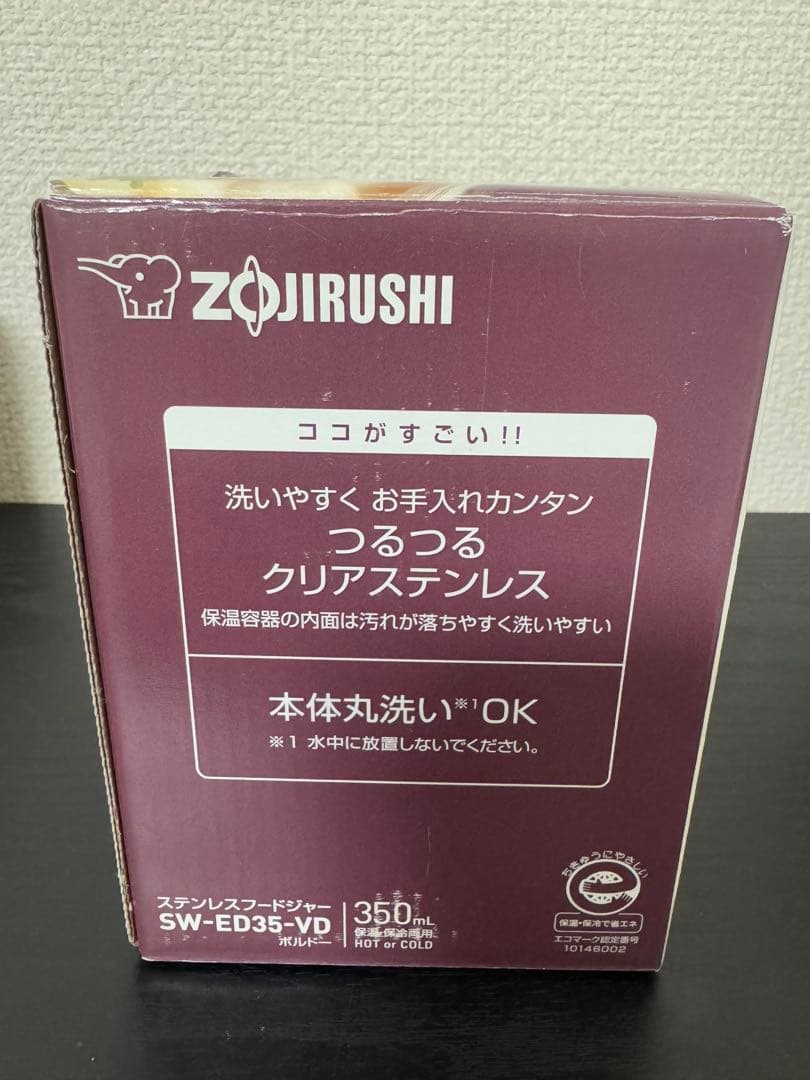 ZOJIRUSHI
ココがすごい!!
洗いやすく お手入れカンタン
つるつる
クリアステンレス
保温容器の内面は汚れが落ちやすく洗いやすい
本体丸洗い※1OK
※1 水中に放置しないでください。
ステンレスフードジャー
SW-ED35-VD
ボルドー
350mL
保温・保冷両用
HOT or COLD
ちきゅうにやさしい
保温・保冷で省エネ
エコマーク認定番号
10146002